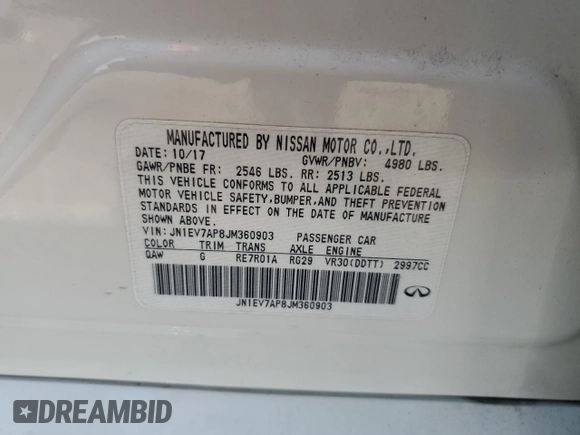 MANUFACTURED BY NISSAN MOTOR CO.,LTD.
DATE: 10/17 GVWR/PNBV: 4980 LBS.
GAWR/PNBE FR: 2546 LBS. RR: 2513 LBS.
THIS VEHICLE CONFORMS TO ALL APPLICABLE FEDERAL
MOTOR VEHICLE SAFETY,BUMPER,AND THEFT PREVENTION
STANDARDS IN EFFECT ON THE DATE OF MANUFACTURE
SHOWN ABOVE.
VIN: JN1EV7AP8JM360903 PASSENGER CAR
COLOR TRIM TRANS AXLE ENGINE
QAW G RE7R01A RG29 VR30(DDTT) 2997CC
JN1EV7AP8JM360903
DREAMBID